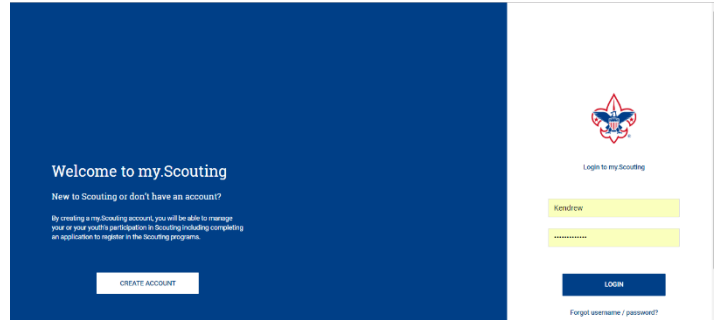 Welcome to my.Scouting
New to Scouting or don't have an account?
By creating a my.Scouting account, you will be able to manage
your or your youth's participation in Scouting including completing
an application to register in the Scouting programs.
CREATE ACCOUNT
Login to my.Scouting
Kendrew
•••••••••••••
LOGIN
Forgot username / password?